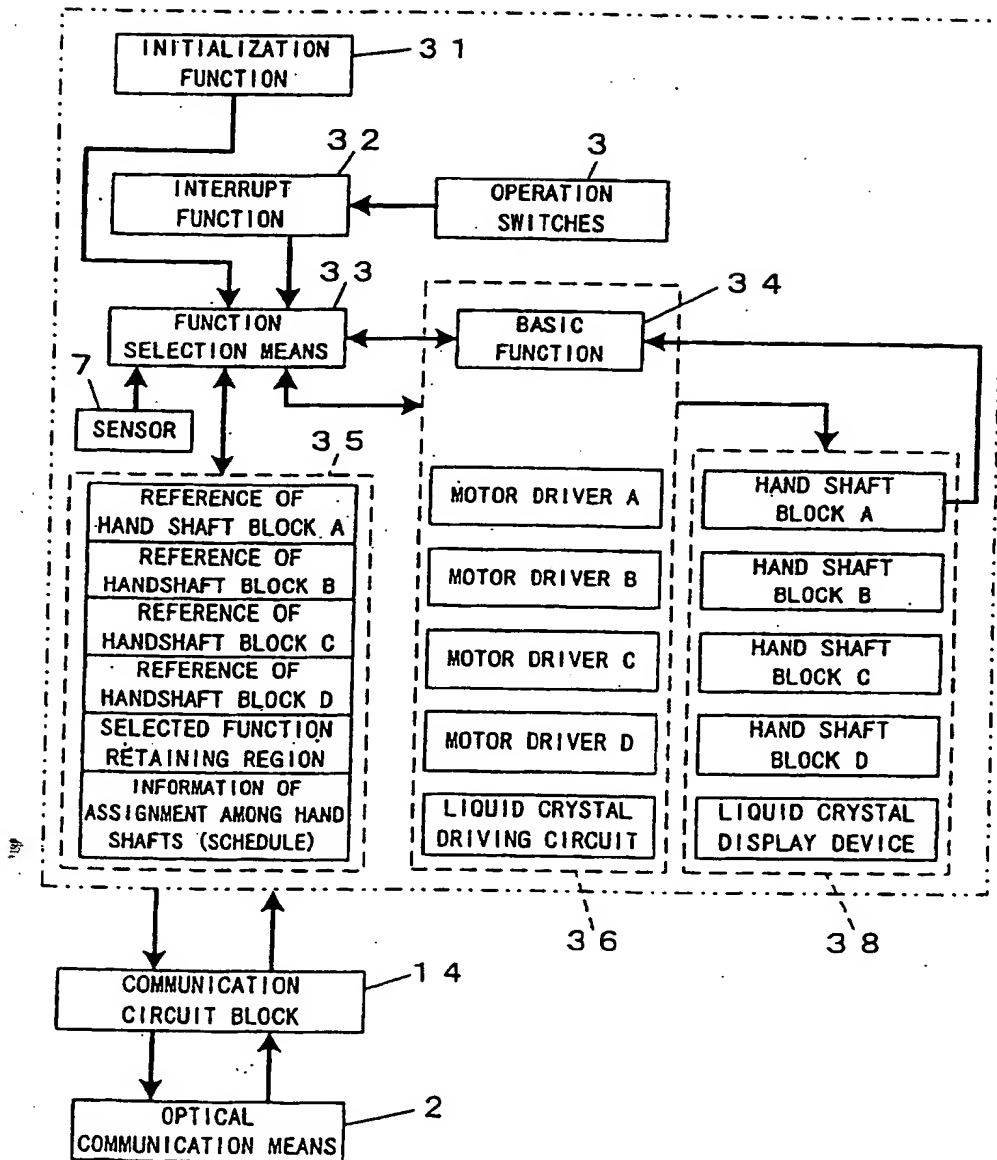 INITIALIZATION
FUNCTION
31
32
INTERRUPT
FUNCTION
3
OPERATION
SWITCHES
33
FUNCTION
SELECTION MEANS
34
BASIC
FUNCTION
7
SENSOR
35
REFERENCE OF
HAND SHAFT BLOCK A
REFERENCE OF
HANDSHAFT BLOCK B
REFERENCE OF
HANDSHAFT BLOCK C
REFERENCE OF
HANDSHAFT BLOCK D
SELECTED FUNCTION
RETAINING REGION
INFORMATION OF
ASSIGNMENT AMONG HAND
SHAFTS (SCHEDULE)
MOTOR DRIVER A
MOTOR DRIVER B
MOTOR DRIVER C
MOTOR DRIVER D
LIQUID CRYSTAL
DRIVING CIRCUIT
36
HAND SHAFT
BLOCK A
HAND SHAFT
BLOCK B
HAND SHAFT
BLOCK C
HAND SHAFT
BLOCK D
LIQUID CRYSTAL
DISPLAY DEVICE
38
COMMUNICATION
CIRCUIT BLOCK
14
OPTICAL
COMMUNICATION MEANS
2